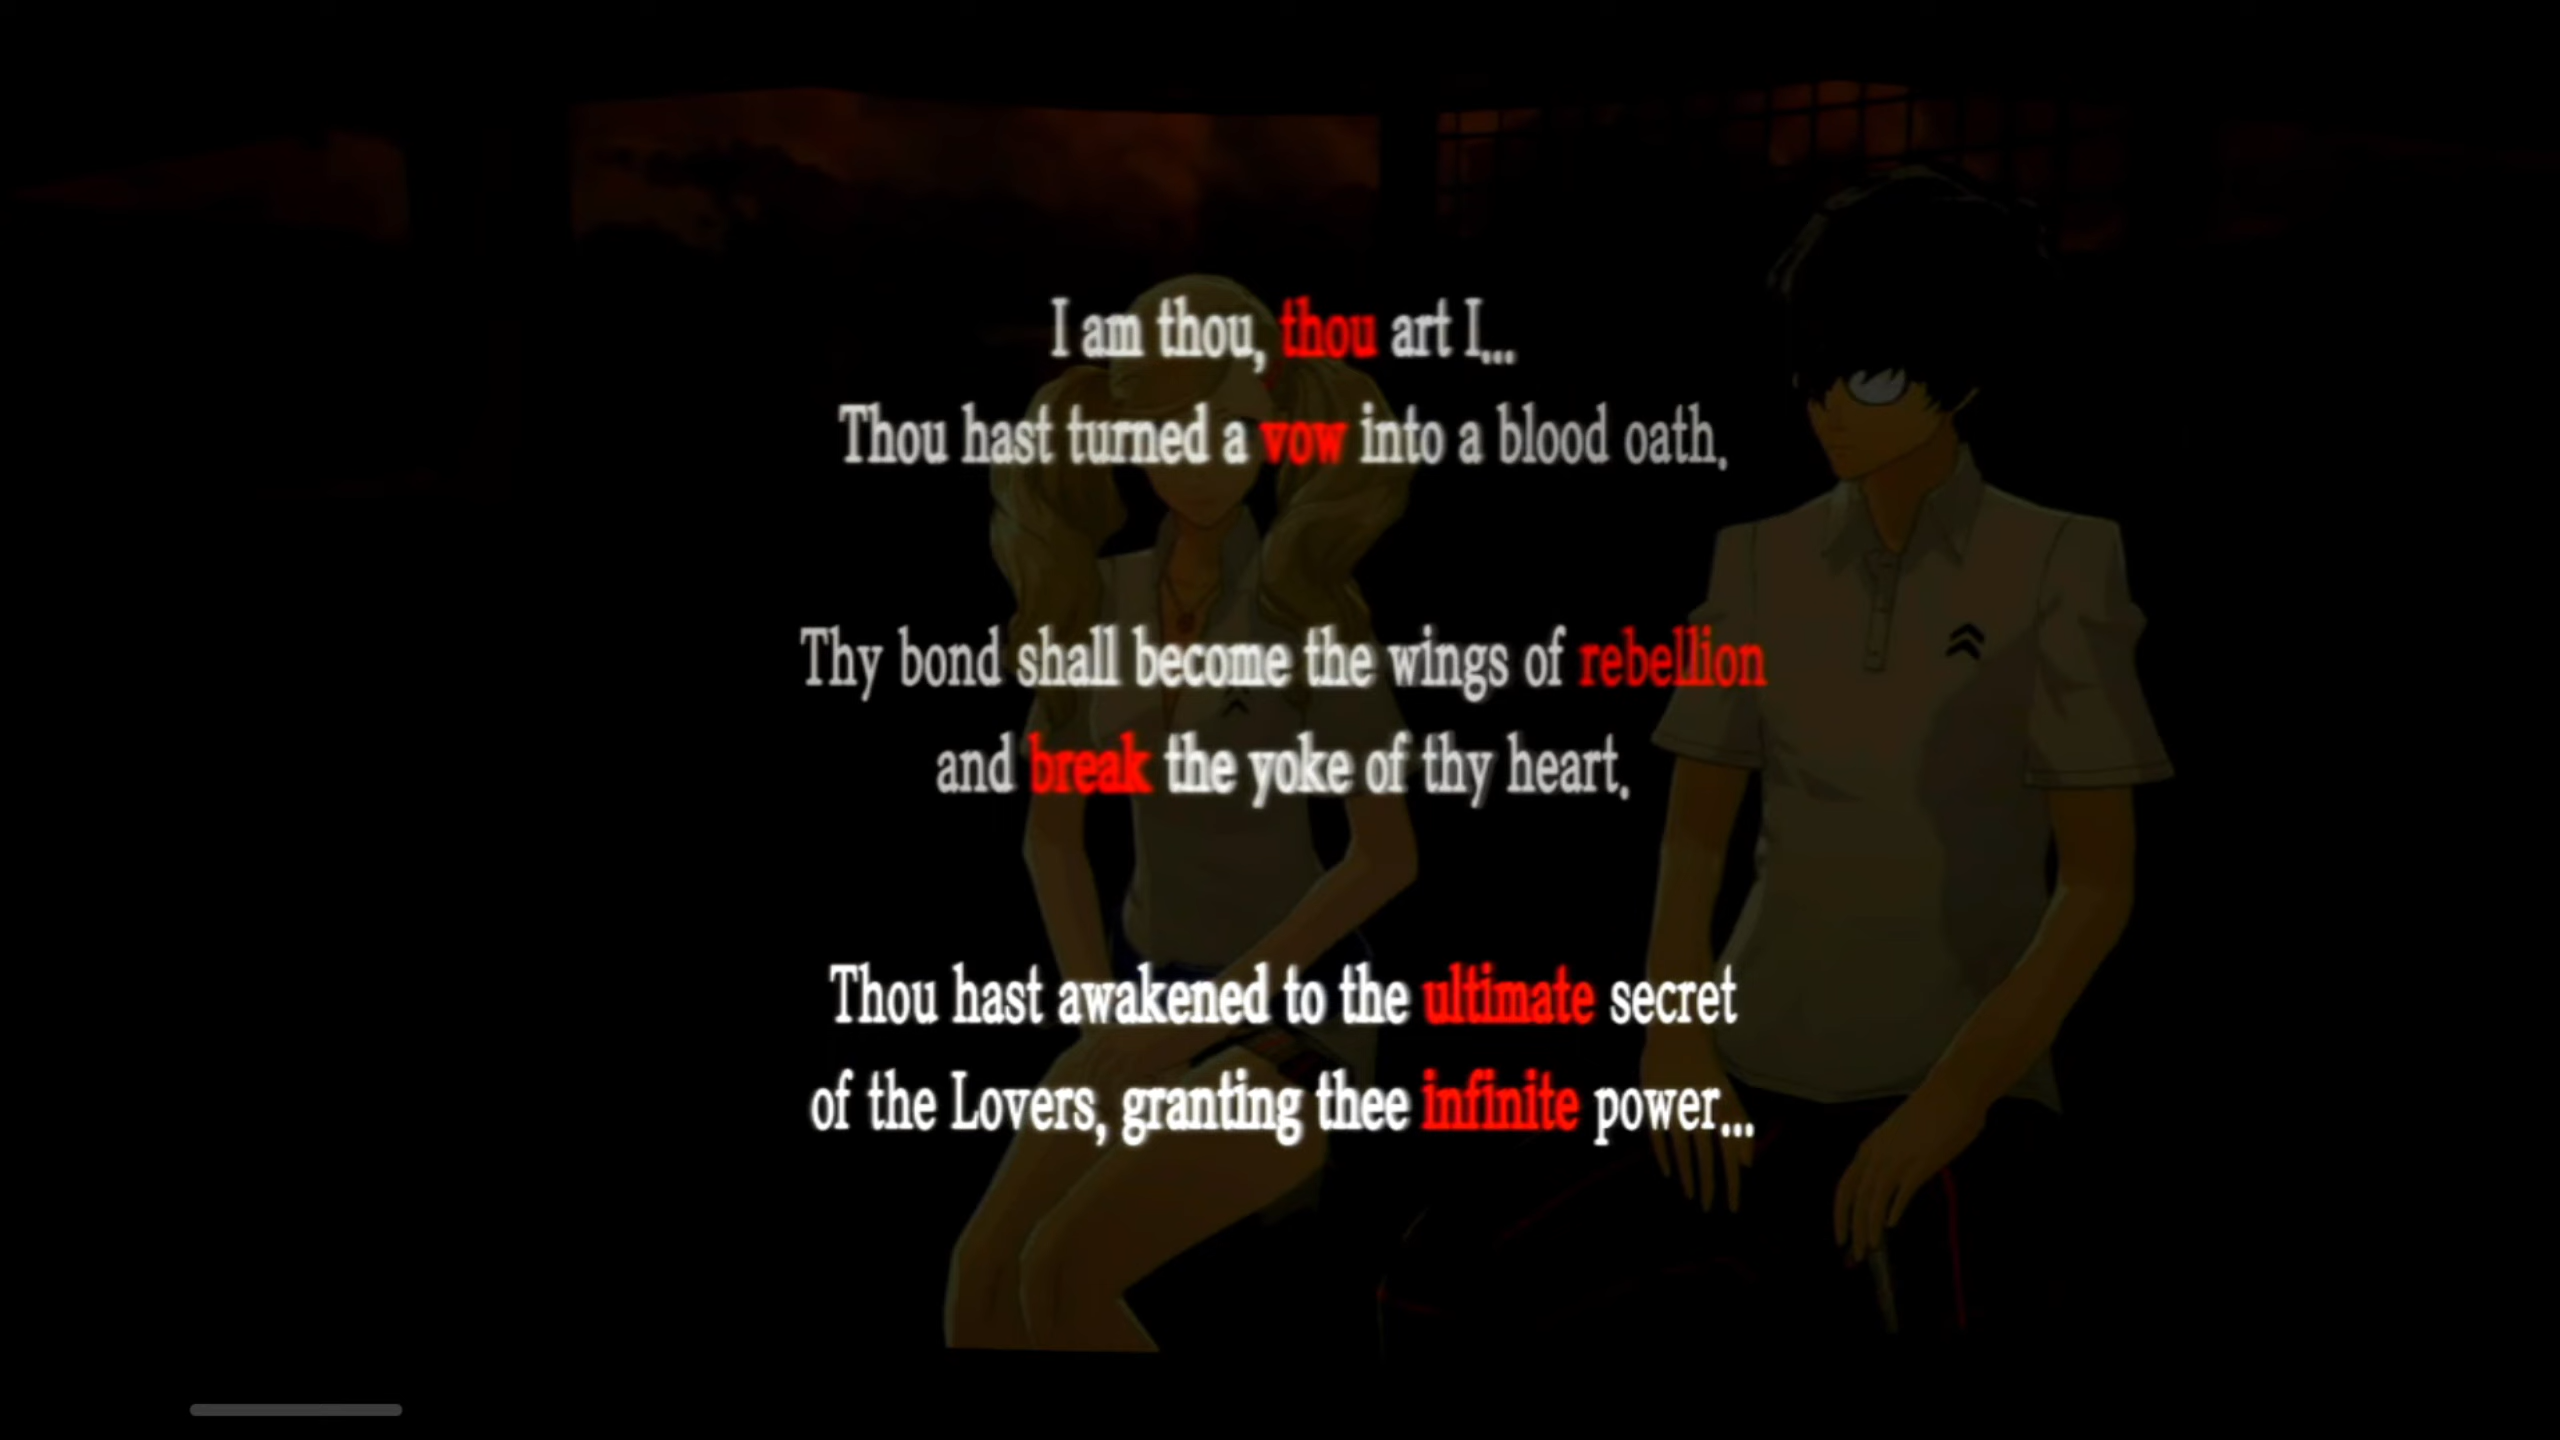 I am thou, thou art I...
Thou hast turned a vow into a blood oath.
Thy bond shall become the wings of rebellion
and break the yoke of thy heart.
Thou hast awakened to the ultimate secret
of the Lovers, granting thee infinite power...